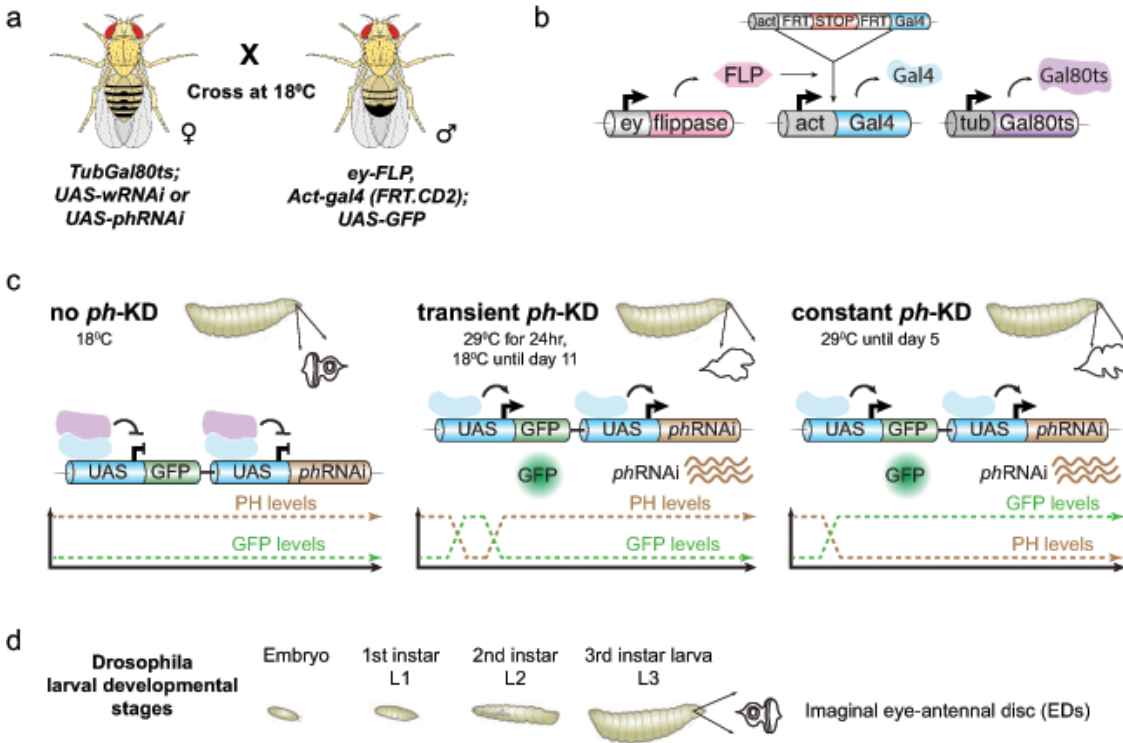 a
X
Cross at 18⁰C
♀
♂
TubGal80ts;
UAS-wRNAi or
UAS-phRNAi
ey-FLP,
Act-gal4 (FRT.CD2);
UAS-GFP
b
act FRT STOP FRT Gal4
FLP
Gal4
Gal80ts
ey flippase
act Gal4
tub Gal80ts
c
no ph-KD
18⁰C
UAS GFP UAS phRNAi
PH levels
GFP levels
transient ph-KD
29⁰C for 24hr,
18⁰C until day 11
UAS GFP UAS phRNAi
GFP phRNAi
PH levels
GFP levels
constant ph-KD
29⁰C until day 5
UAS GFP UAS phRNAi
GFP phRNAi
GFP levels
PH levels
d
Drosophila
larval developmental
stages
Embryo
1st instar
L1
2nd instar
L2
3rd instar larva
L3
Imaginal eye-antennal disc (EDs)